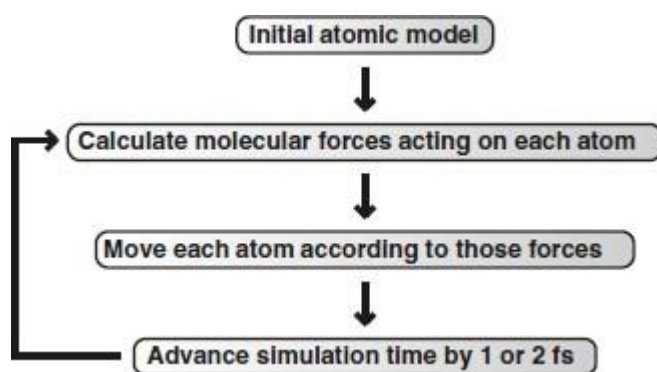 Initial atomic model
Calculate molecular forces acting on each atom
Move each atom according to those forces
Advance simulation time by 1 or 2 fs